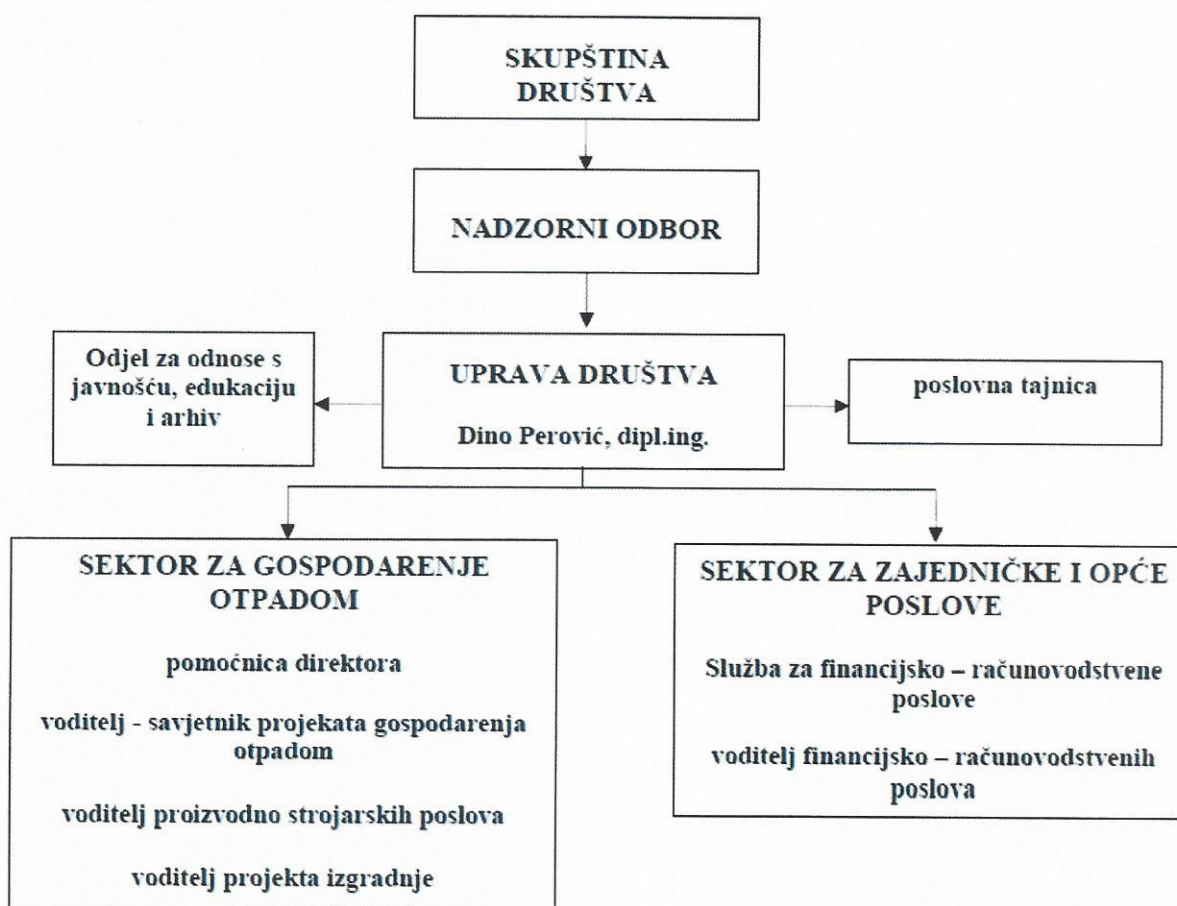 SKUPŠTINA
DRUŠTVA
NADZORNI ODBOR
Odjel za odnose s
javnošću, edukaciju
i arhiv
UPRAVA DRUŠTVA
Dino Perović, dipl.ing.
poslovna tajnica
SEKTOR ZA GOSPODARENJE
OTPADOM
pomoćnica direktora
voditelj - savjetnik projekata gospodarenja
otpadom
voditelj proizvodno strojarskih poslova
voditelj projekta izgradnje
SEKTOR ZA ZAJEDNIČKE I OPĆE
POSLOVE
Služba za financijsko – računovodstvene
poslove
voditelj financijsko – računovodstvenih
poslova